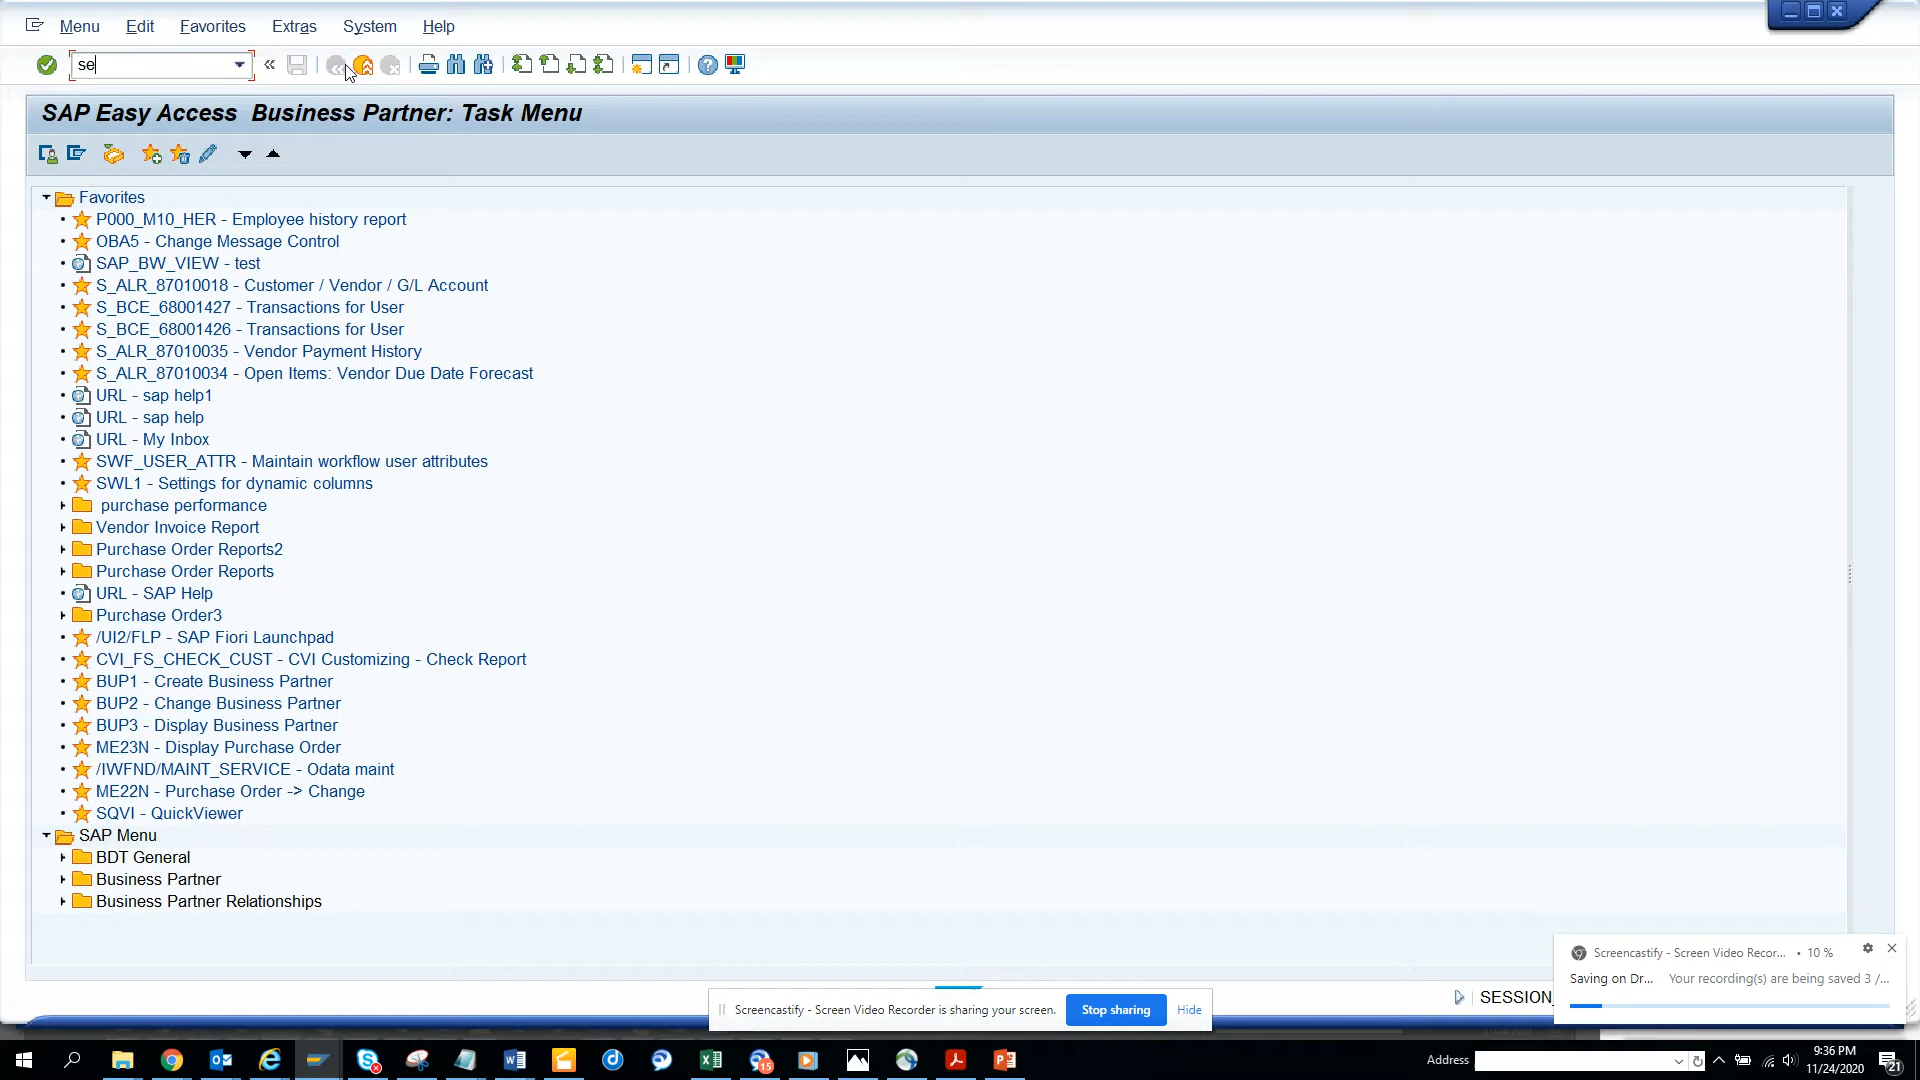 Menu Edit Favorites Extras System Help
se
SAP Easy Access Business Partner: Task Menu
Favorites
P000_M10_HER - Employee history report
OBA5 - Change Message Control
SAP_BW_VIEW - test
S_ALR_87010018 - Customer / Vendor / G/L Account
S_BCE_68001427 - Transactions for User
S_BCE_68001426 - Transactions for User
S_ALR_87010035 - Vendor Payment History
S_ALR_87010034 - Open Items: Vendor Due Date Forecast
URL - sap help1
URL - sap help
URL - My Inbox
SWF_USER_ATTR - Maintain workflow user attributes
SWL1 - Settings for dynamic columns
purchase performance
Vendor Invoice Report
Purchase Order Reports2
Purchase Order Reports
URL - SAP Help
Purchase Order3
/UI2/FLP - SAP Fiori Launchpad
CVI_FS_CHECK_CUST - CVI Customizing - Check Report
BUP1 - Create Business Partner
BUP2 - Change Business Partner
BUP3 - Display Business Partner
ME23N - Display Purchase Order
/IWFND/MAINT_SERVICE - Odata maint
ME22N - Purchase Order -> Change
SQVI - QuickViewer
SAP Menu
BDT General
Business Partner
Business Partner Relationships
Screencastify - Screen Video Recor... • 10 %
Saving on Dr... Your recording(s) are being saved 3 /...
SESSION_
Screencastify - Screen Video Recorder is sharing your screen. Stop sharing Hide
Address
9:36 PM
11/24/2020
15
21